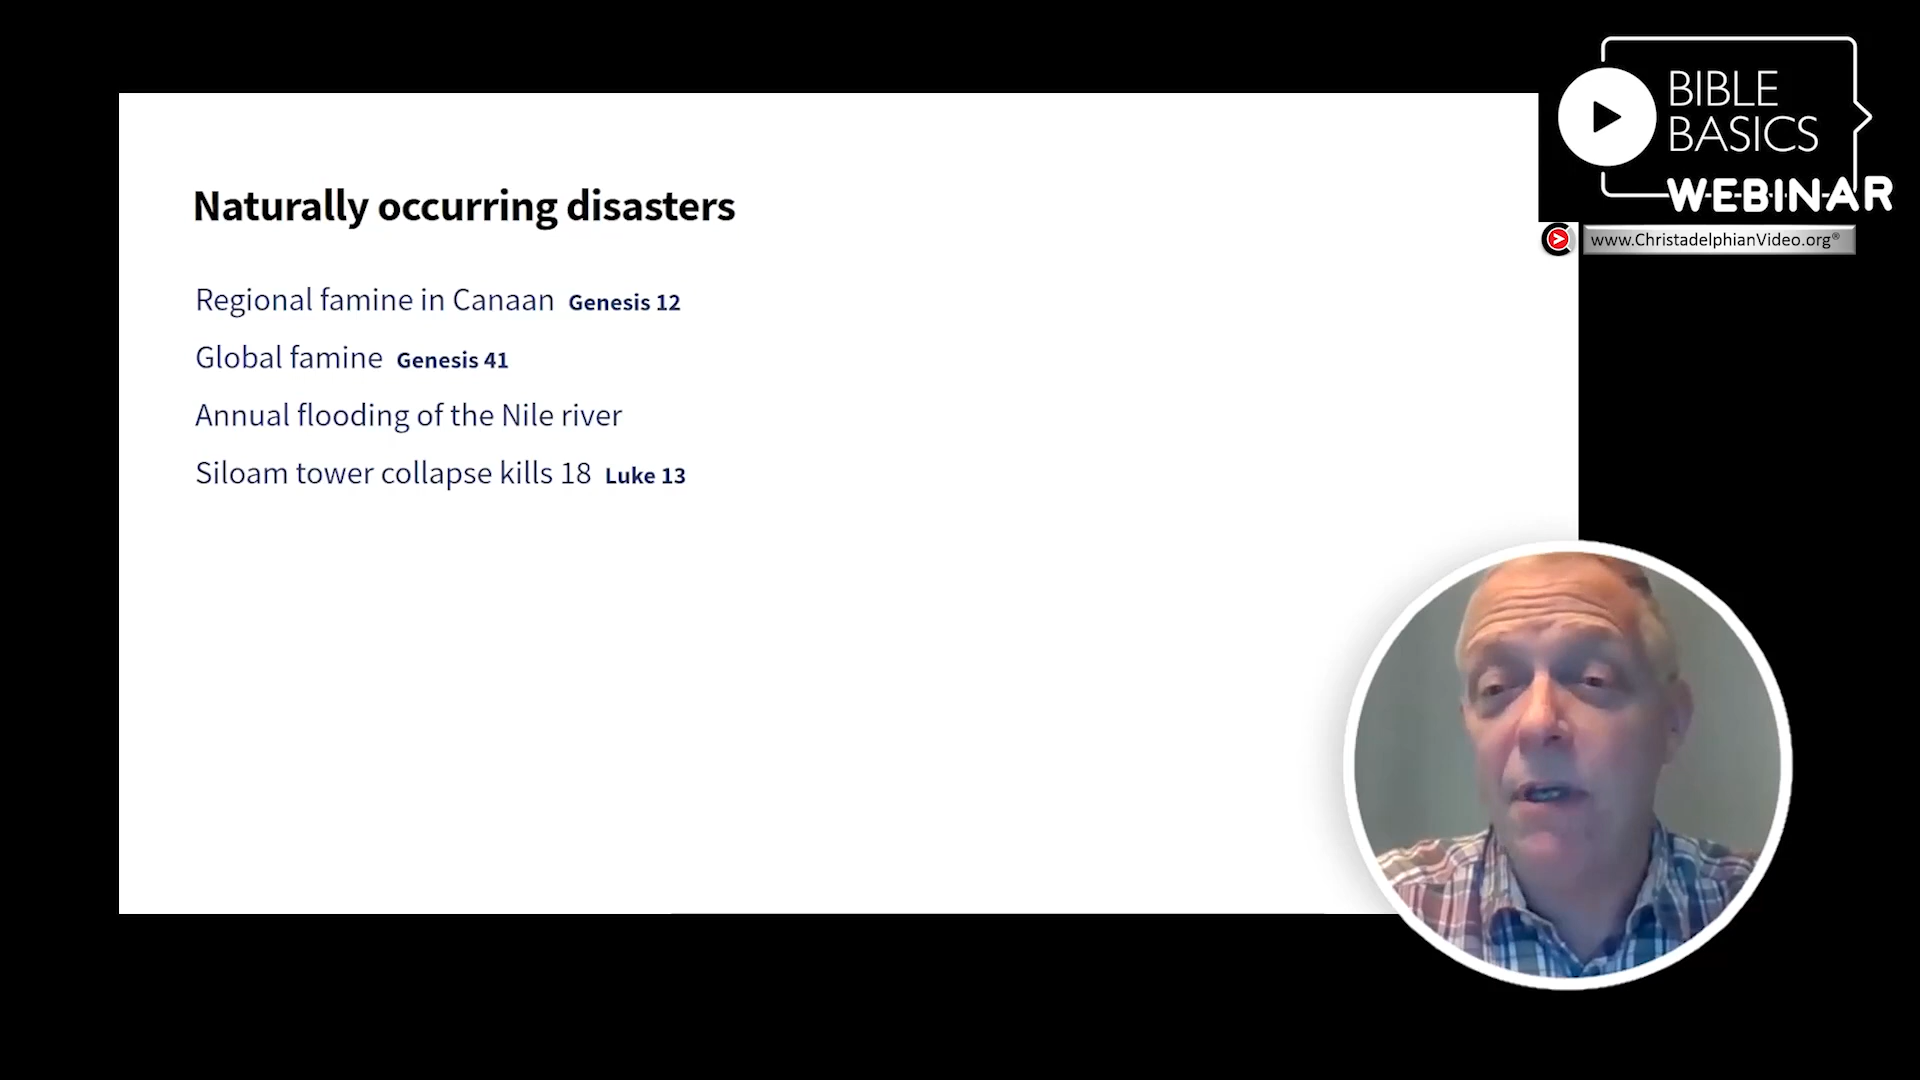 BIBLE
BASICS
WEBINAR
www.ChristadelphianVideo.org®
Naturally occurring disasters
Regional famine in Canaan Genesis 12
Global famine Genesis 41
Annual flooding of the Nile river
Siloam tower collapse kills 18 Luke 13